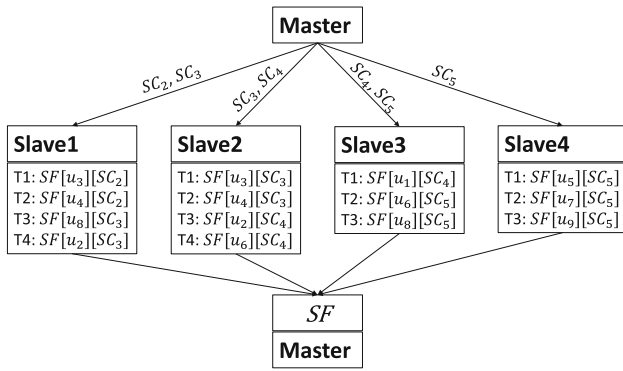 Master
SC₂, SC₃
SC₃, SC₄
SC₄, SC₅
SC₅
Slave1
T1: SF[u₃][SC₂]
T2: SF[u₄][SC₂]
T3: SF[u₈][SC₃]
T4: SF[u₂][SC₃]
Slave2
T1: SF[u₃][SC₃]
T2: SF[u₄][SC₃]
T3: SF[u₂][SC₄]
T4: SF[u₆][SC₄]
Slave3
T1: SF[u₁][SC₄]
T2: SF[u₆][SC₅]
T3: SF[u₈][SC₅]
Slave4
T1: SF[u₅][SC₅]
T2: SF[u₇][SC₅]
T3: SF[u₉][SC₅]
SF
Master